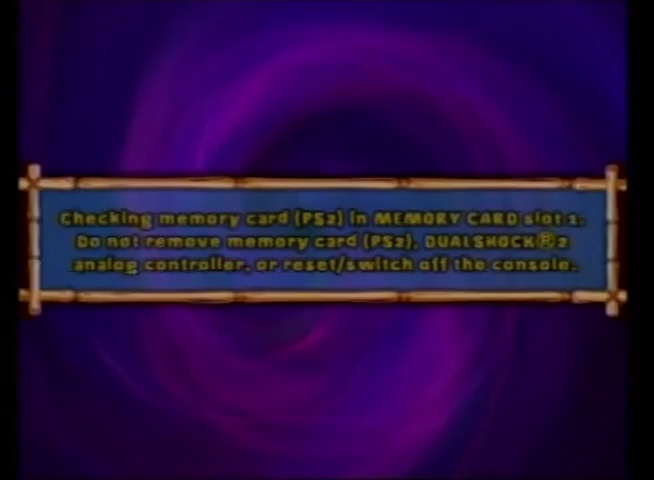 Checking memory card (PS2) in MEMORY CARD slot 1.
Do not remove memory card (PS2), DUALSHOCK®2
analog controller, or reset/switch off the console.